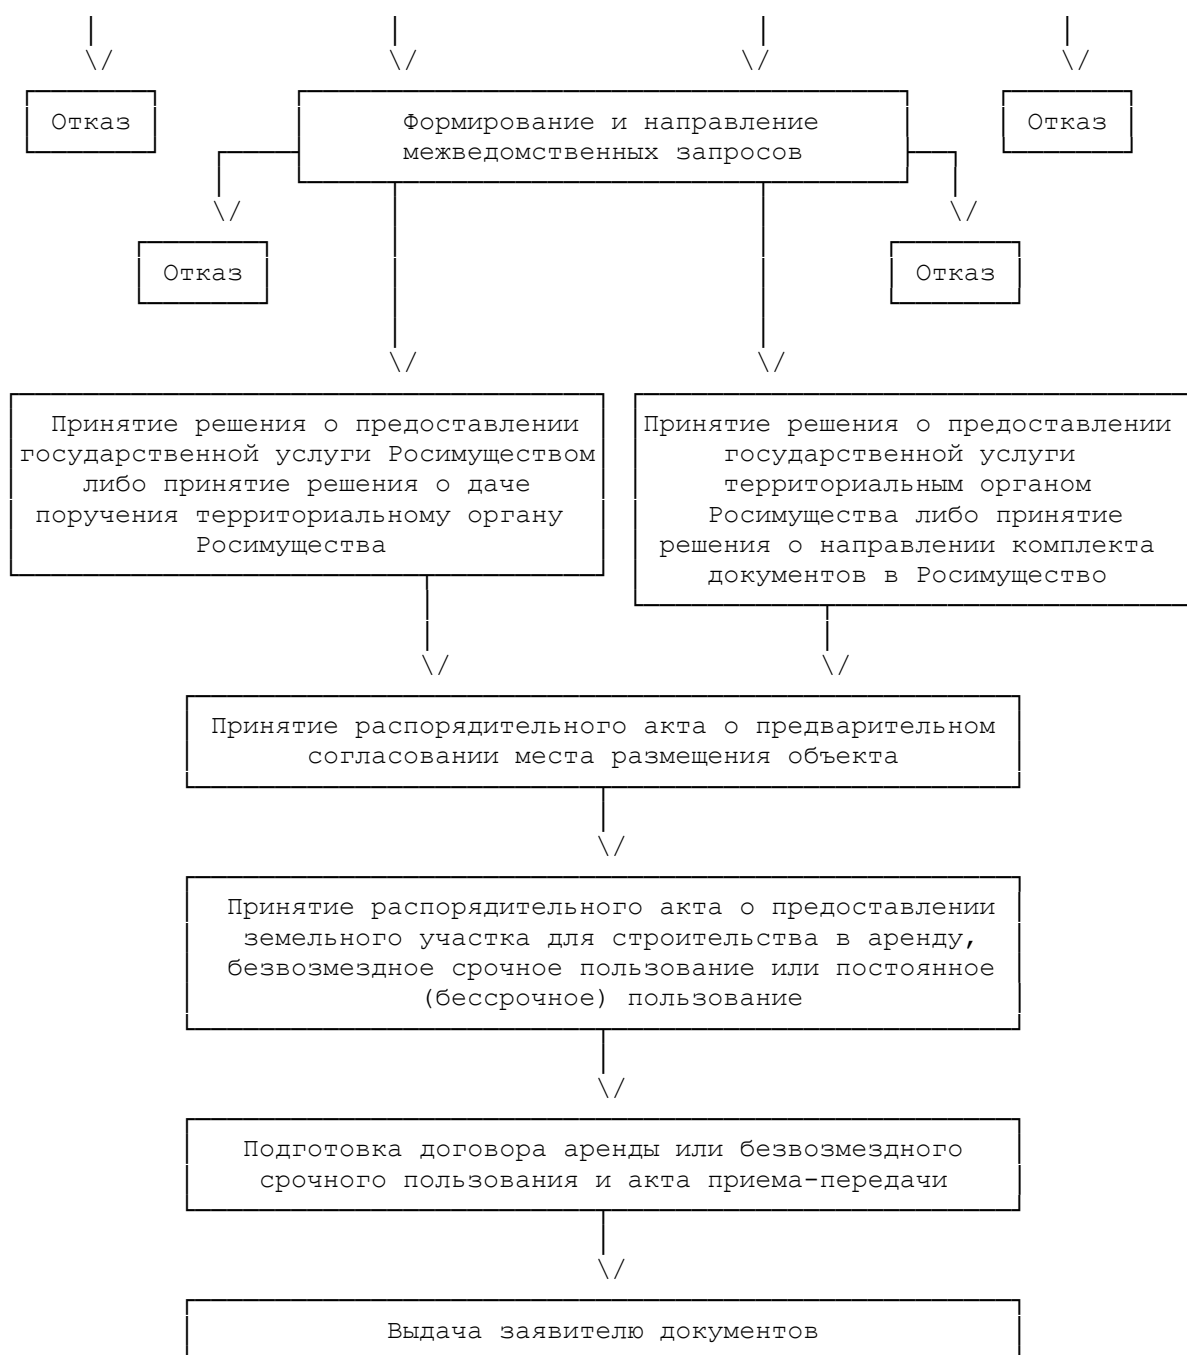 Отказ
Формирование и направление
межведомственных запросов
Отказ
Отказ
Отказ
Принятие решения о предоставлении
государственной услуги Росимуществом
либо принятие решения о даче
поручения территориальному органу
Росимущества
Принятие решения о предоставлении
государственной услуги
территориальным органом
Росимущества либо принятие
решения о направлении комплекта
документов в Росимущество
Принятие распорядительного акта о предварительном
согласовании места размещения объекта
Принятие распорядительного акта о предоставлении
земельного участка для строительства в аренду,
безвозмездное срочное пользование или постоянное
(бессрочное) пользование
Подготовка договора аренды или безвозмездного
срочного пользования и акта приема-передачи
Выдача заявителю документов